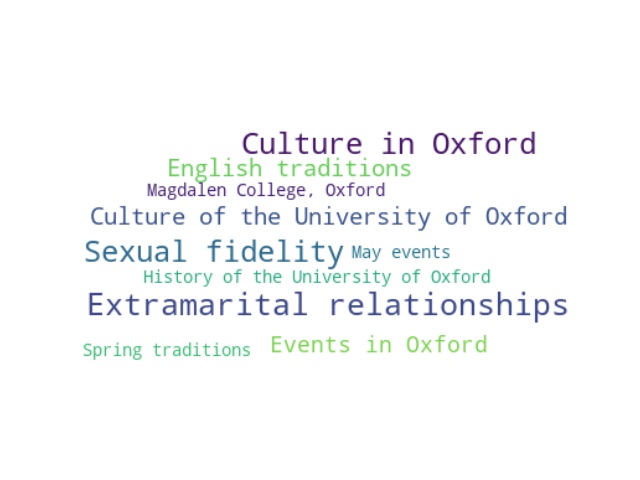 Culture in Oxford
English traditions
Magdalen College, Oxford
Culture of the University of Oxford
Sexual fidelity
May events
History of the University of Oxford
Extramarital relationships
Spring traditions
Events in Oxford